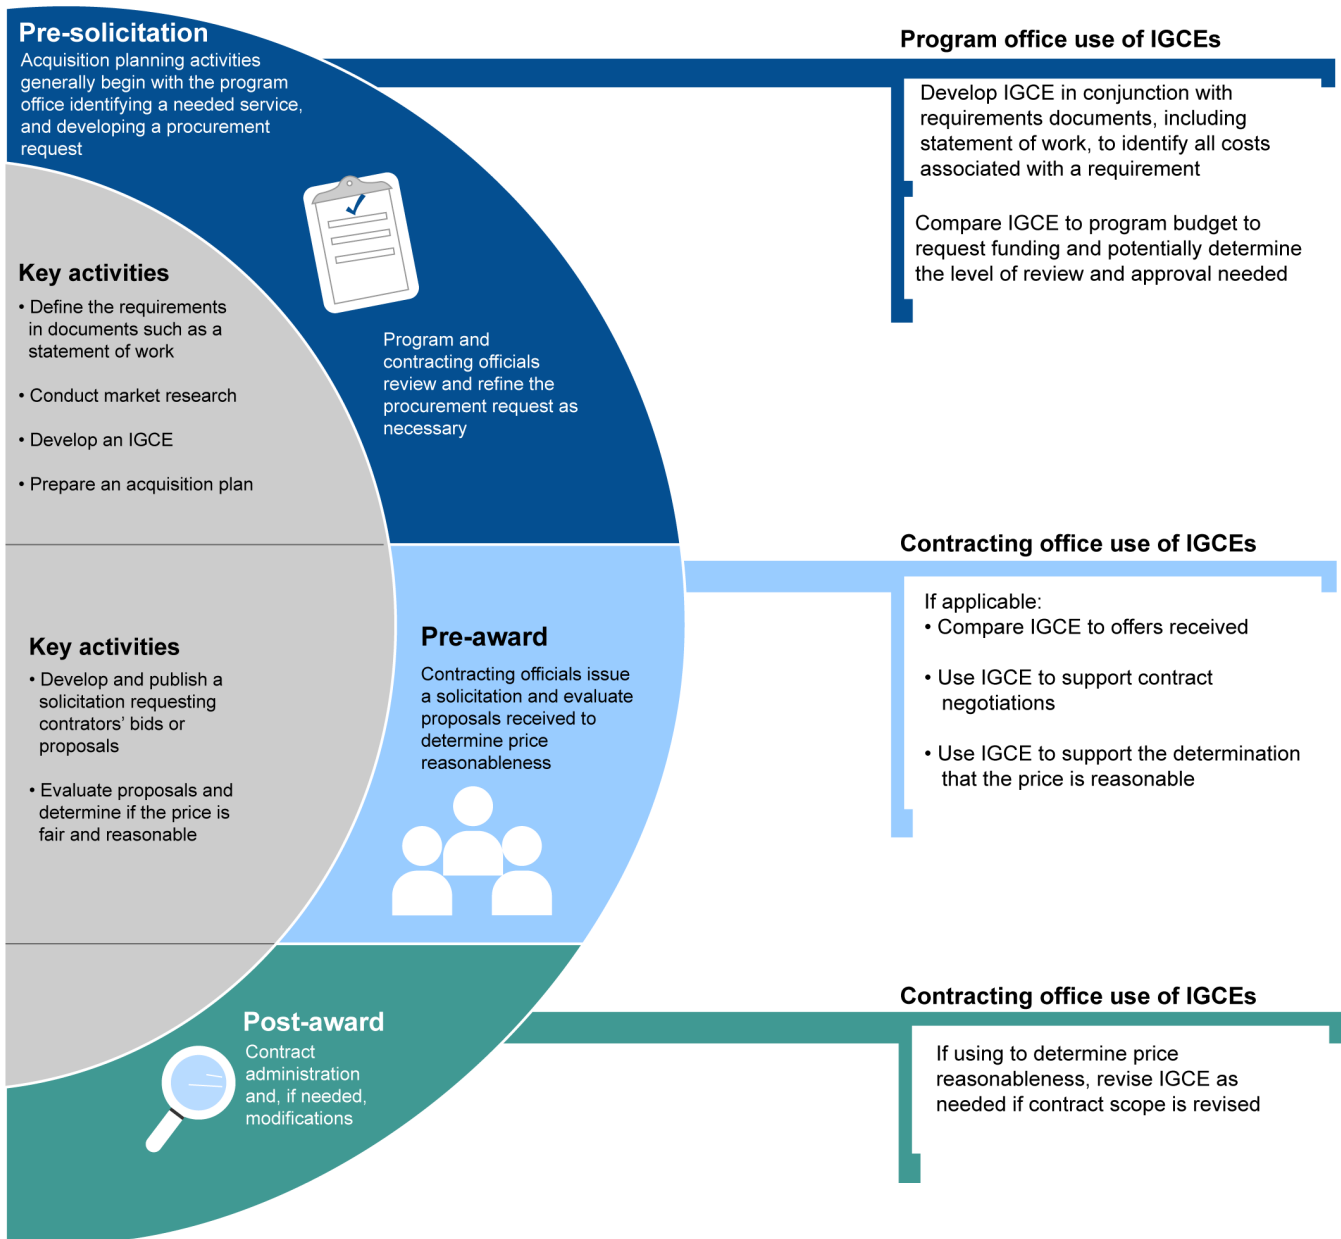 Pre-solicitation
Acquisition planning activities
generally begin with the program
office identifying a needed service,
and developing a procurement
request
Key activities
• Define the requirements
in documents such as a
statement of work
• Conduct market research
• Develop an IGCE
• Prepare an acquisition plan
Program and
contracting officials
review and refine the
procurement request as
necessary
Program office use of IGCEs
Develop IGCE in conjunction with
requirements documents, including
statement of work, to identify all costs
associated with a requirement
Compare IGCE to program budget to
request funding and potentially determine
the level of review and approval needed
Key activities
• Develop and publish a
solicitation requesting
contrators’ bids or
proposals
• Evaluate proposals and
determine if the price is
fair and reasonable
Pre-award
Contracting officials issue
a solicitation and evaluate
proposals received to
determine price
reasonableness
Contracting office use of IGCEs
If applicable:
• Compare IGCE to offers received
• Use IGCE to support contract
negotiations
• Use IGCE to support the determination
that the price is reasonable
Post-award
Contract
administration
and, if needed,
modifications
Contracting office use of IGCEs
If using to determine price
reasonableness, revise IGCE as
needed if contract scope is revised